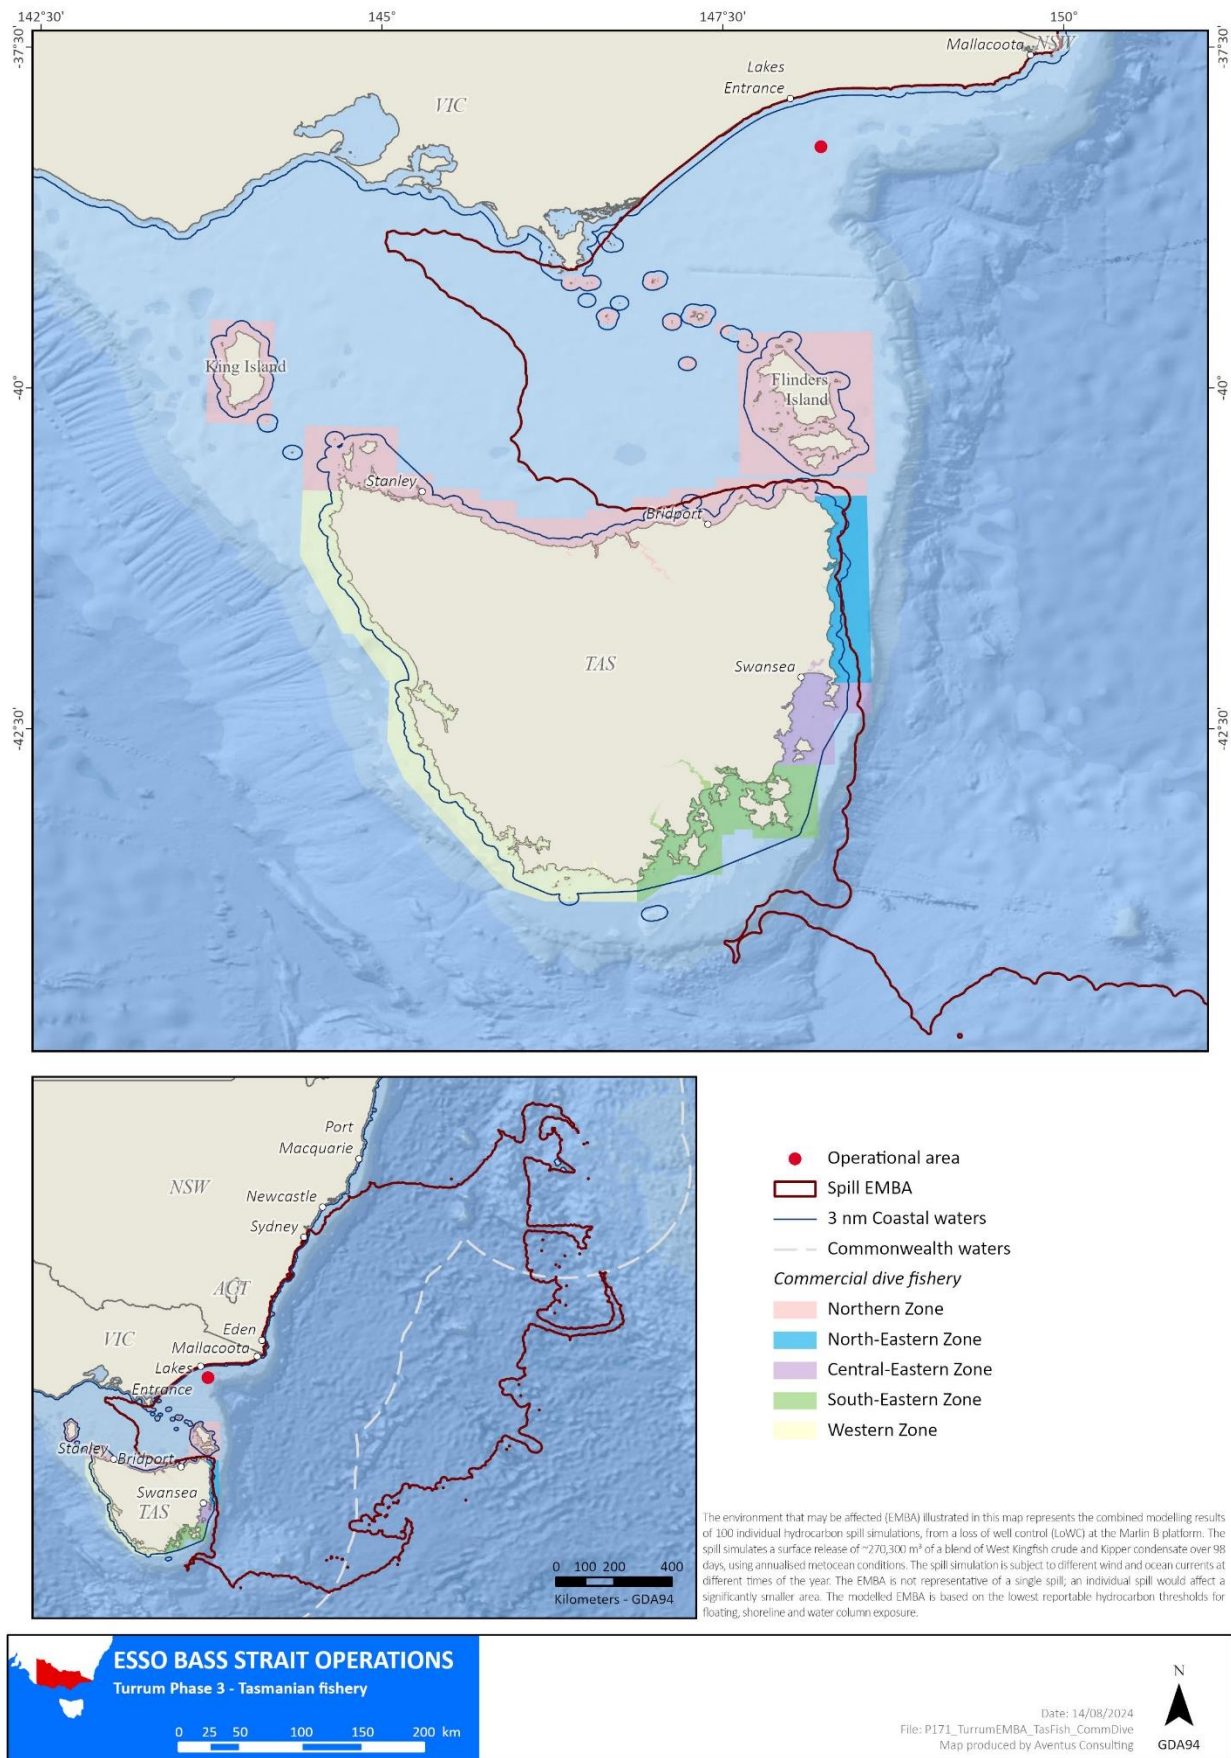 142°30'
145°
147°30'
150°
-37°30'
-37°30'
Mallacoota
NSW
Lakes
Entrance
VIC
King Island
Flinders
Island
-40°
-40°
Stanley
Bridport
TAS
Swansea
-42°30'
-42°30'
Port
Macquarie
NSW
Newcastle
Sydney
ACT
Eden
VIC
Mallacoota
Lakes
Entrance
Stanley
Bridport
Swansea
TAS
0 100 200 400
Kilometers - GDA94
Operational area
Spill EMBA
3 nm Coastal waters
Commonwealth waters
Commercial dive fishery
Northern Zone
North-Eastern Zone
Central-Eastern Zone
South-Eastern Zone
Western Zone
The environment that may be affected (EMBA) illustrated in this map represents the combined modelling results
of 100 individual hydrocarbon spill simulations, from a loss of well control (LoWC) at the Marlin B platform. The
spill simulates a surface release of ~270,300 m³ of a blend of West Kingfish crude and Kipper condensate over 98
days, using annualised metocean conditions. The spill simulation is subject to different wind and ocean currents at
different times of the year. The EMBA is not representative of a single spill; an individual spill would affect a
significantly smaller area. The modelled EMBA is based on the lowest reportable hydrocarbon thresholds for
floating, shoreline and water column exposure.
ESSO BASS STRAIT OPERATIONS
Turrum Phase 3 - Tasmanian fishery
0 25 50 100 150 200 km
Date: 14/08/2024
File: P171_TurrumEMBA_TasFish_CommDive
Map produced by Aventus Consulting
N
GDA94